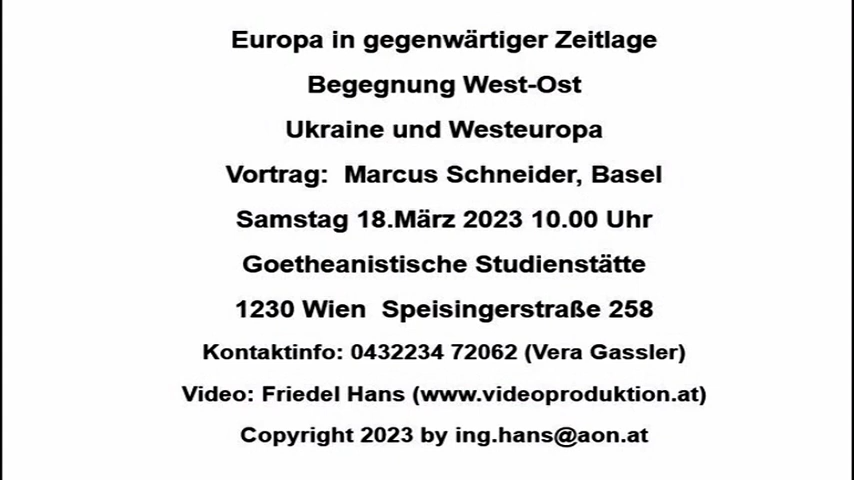 Europa in gegenwärtiger Zeitlage
Begegnung West-Ost
Ukraine und Westeuropa
Vortrag:  Marcus Schneider, Basel
Samstag 18.März 2023 10.00 Uhr
Goetheanistische Studienstätte
1230 Wien  Speisingerstraße 258
Kontaktinfo: 0432234 72062 (Vera Gassler)
Video: Friedel Hans (www.videoproduktion.at)
Copyright 2023 by ing.hans@aon.at